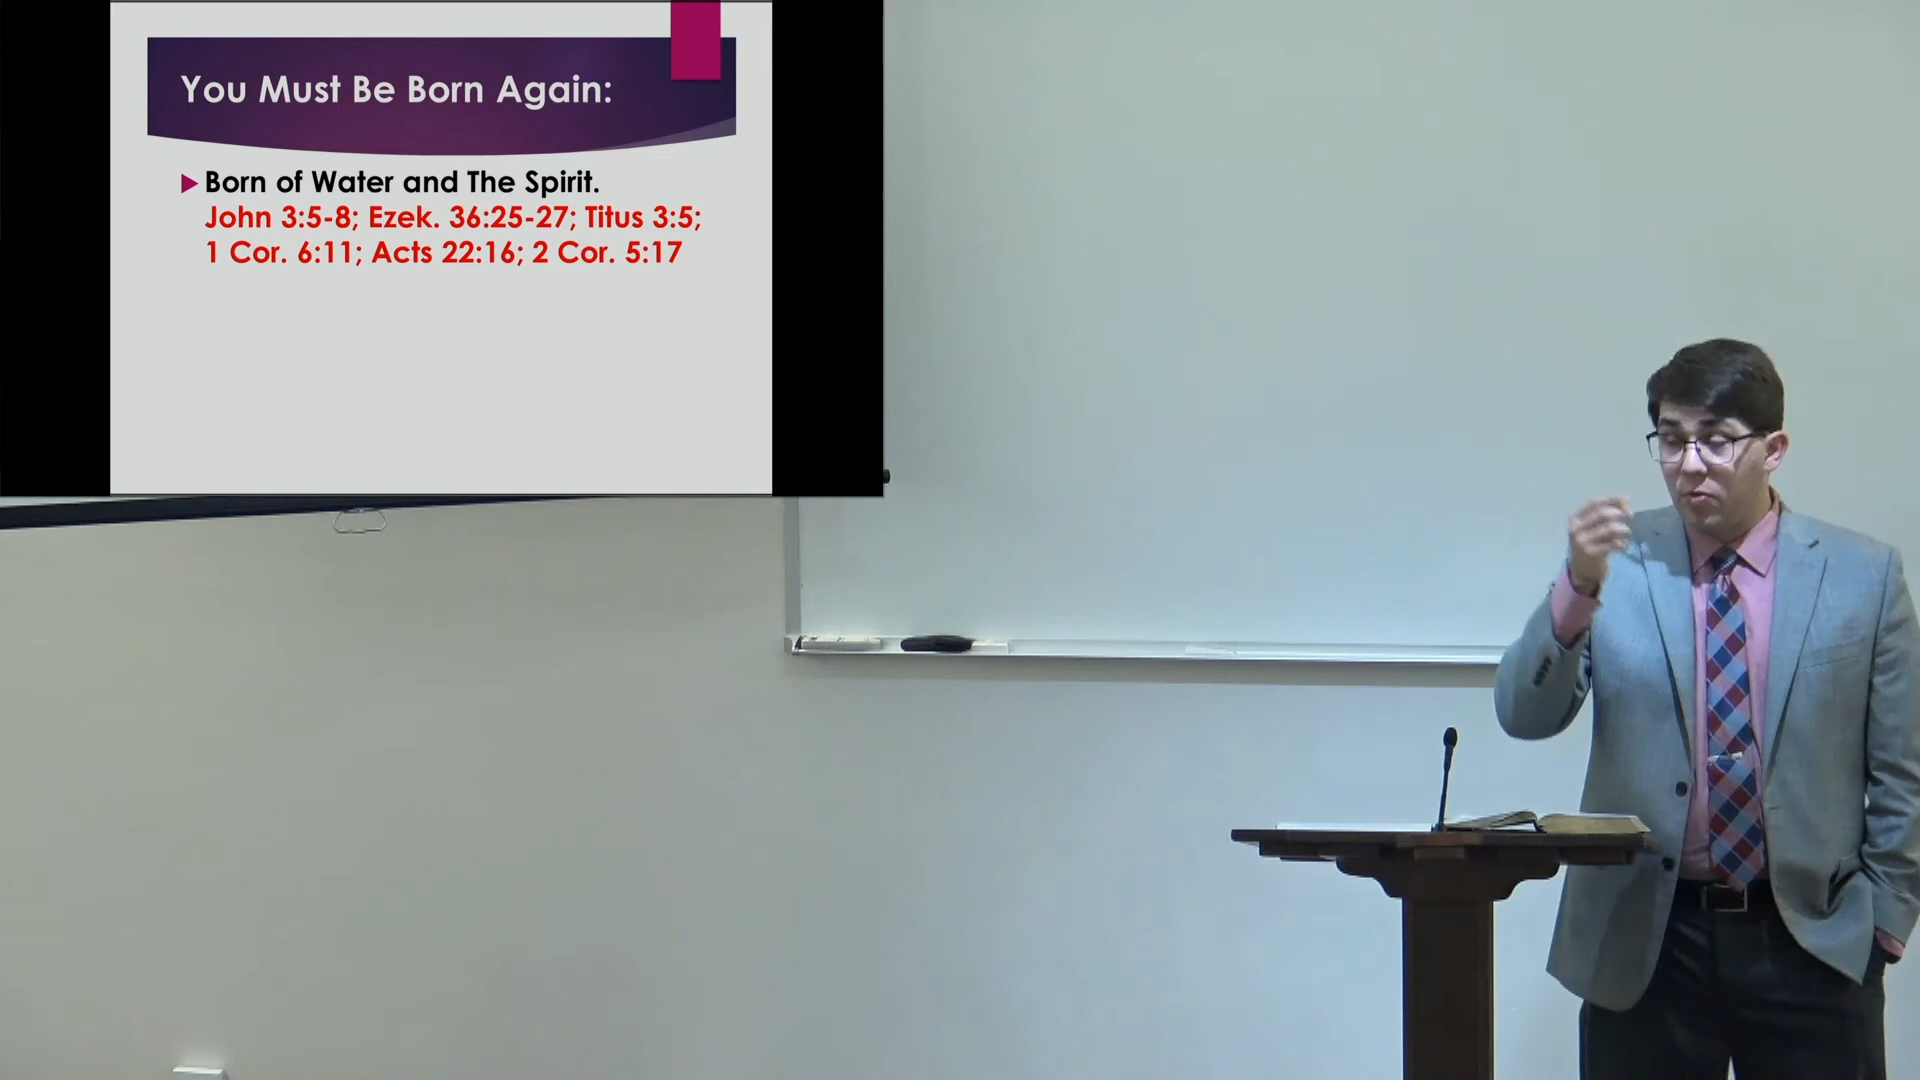 You Must Be Born Again:
Born of Water and The Spirit.
John 3:5-8; Ezek. 36:25-27; Titus 3:5;
1 Cor. 6:11; Acts 22:16; 2 Cor. 5:17